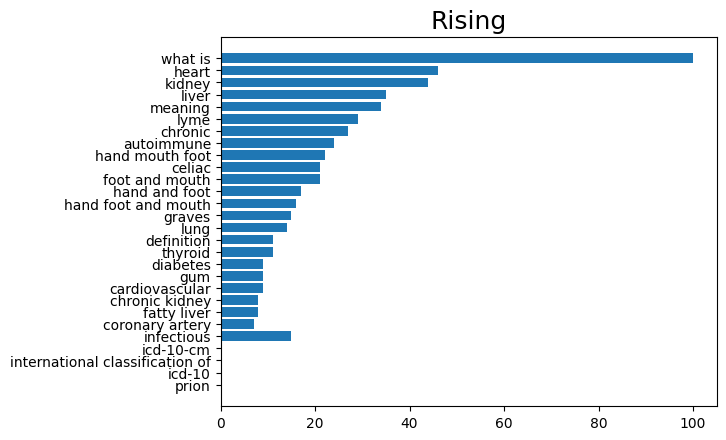 Rising
what is
heart
kidney
liver
meaning
lyme
chronic
autoimmune
hand mouth foot
celiac
foot and mouth
hand and foot
hand foot and mouth
graves
lung
definition
thyroid
diabetes
gum
cardiovascular
chronic kidney
fatty liver
coronary artery
infectious
icd-10-cm
international classification of
icd-10
prion
0 20 40 60 80 100